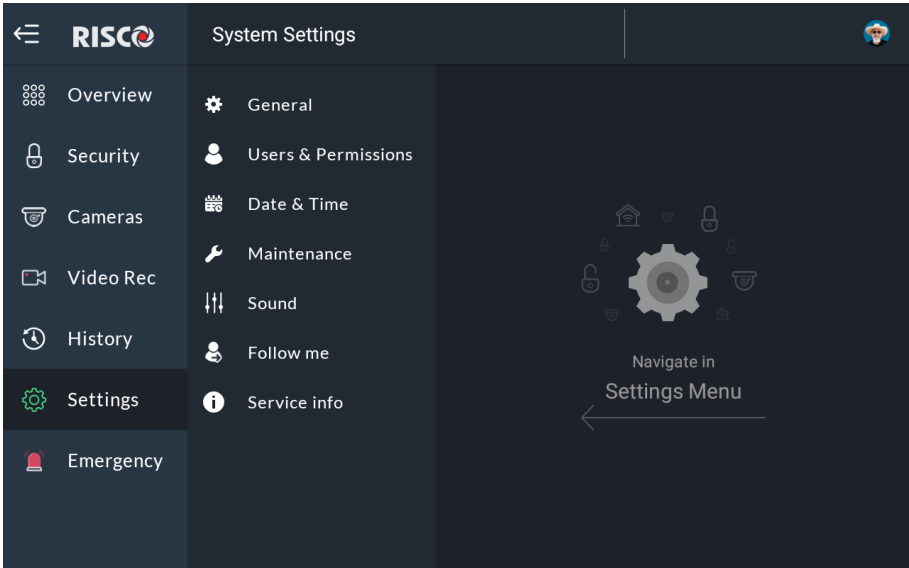 RISCO
System Settings
Overview
Security
Cameras
Video Rec
History
Settings
Emergency
General
Users & Permissions
Date & Time
Maintenance
Sound
Follow me
Service info
Navigate in
Settings Menu